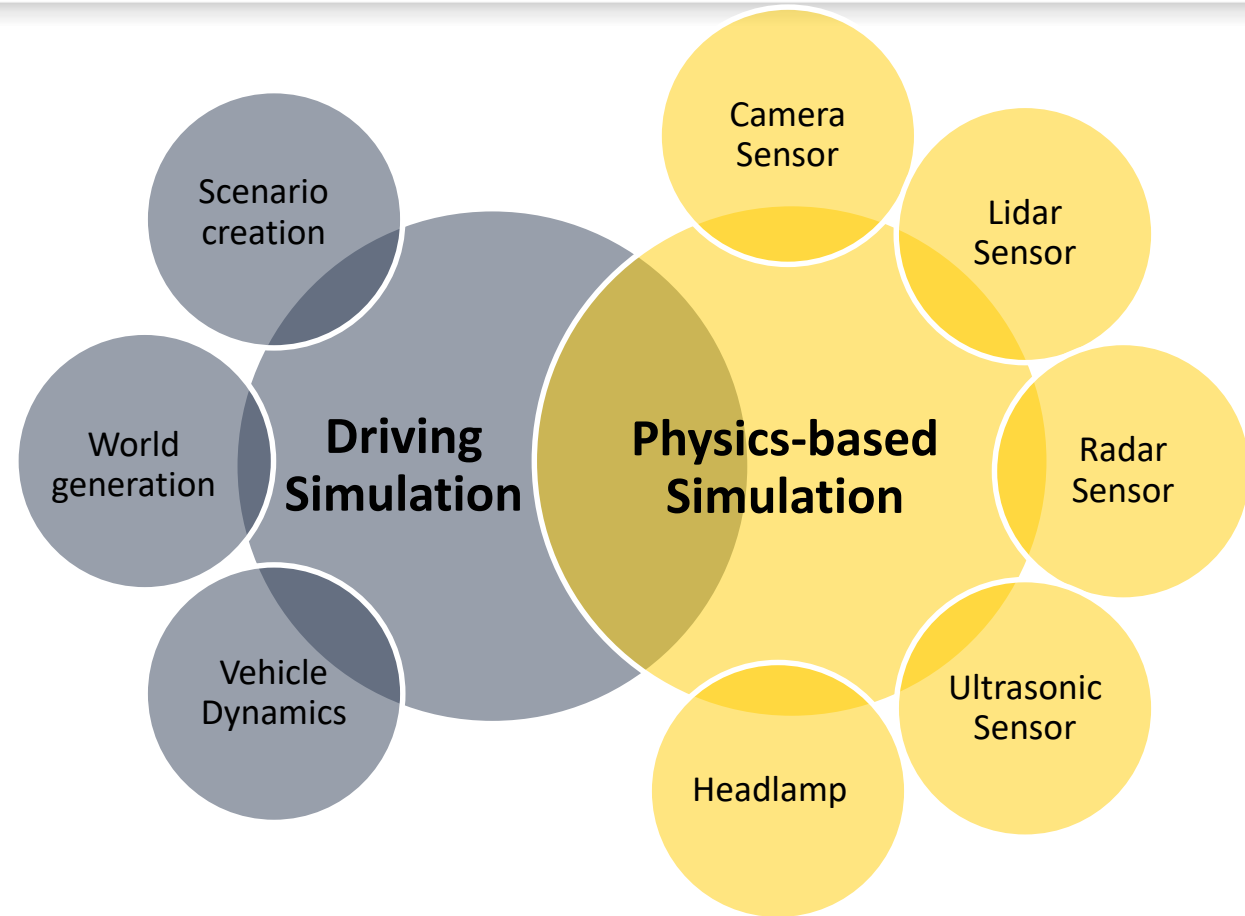 Camera
Sensor
Scenario
creation
Lidar
Sensor
World
generation
Driving
Simulation
Physics-based
Simulation
Radar
Sensor
Vehicle
Dynamics
Ultrasonic
Sensor
Headlamp